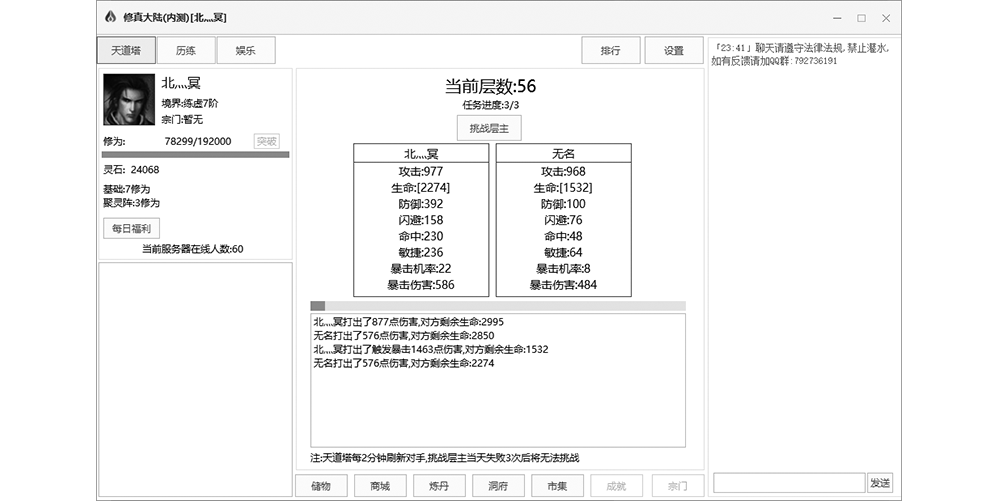 修真大陆(内测)[北灬冥]
天道塔 历练 娱乐 排行 设置
北灬冥
境界:练虚7阶
宗门:暂无
修为: 78299/192000 突破
灵石: 24068
基础:7修为
聚灵阵:3修为
每日福利
当前服务器在线人数:60
当前层数:56
任务进度:3/3
挑战层主
北灬冥 无名
攻击:977 攻击:968
生命:[2274] 生命:[1532]
防御:392 防御:100
闪避:158 闪避:76
命中:230 命中:48
敏捷:236 敏捷:64
暴击机率:22 暴击机率:8
暴击伤害:586 暴击伤害:484
北灬冥打出了877点伤害,对方剩余生命:2995
无名打出了576点伤害,对方剩余生命:2850
北灬冥打出了触发暴击1463点伤害,对方剩余生命:1532
无名打出了576点伤害,对方剩余生命:2274
注:天道塔每2分钟刷新对手,挑战层主当天失败3次后将无法挑战
储物 商城 炼丹 洞府 市集 成就 宗门
「23:41」聊天请遵守法律法规,禁止灌水,
如有反馈请加QQ群:792736191
发送